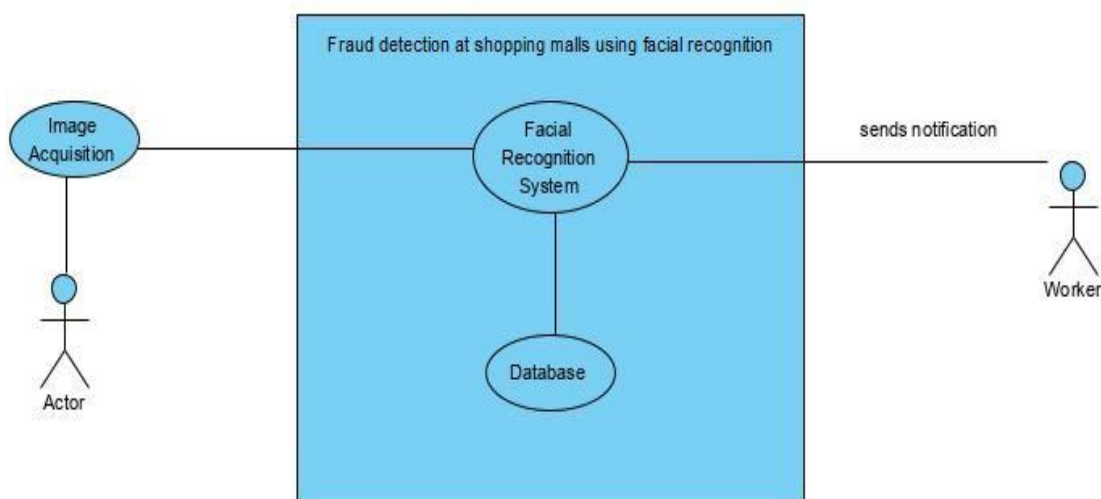 Fraud detection at shopping malls using facial recognition
Image
Acquisition
Facial
Recognition
System
sends notification
Worker
Database
Actor